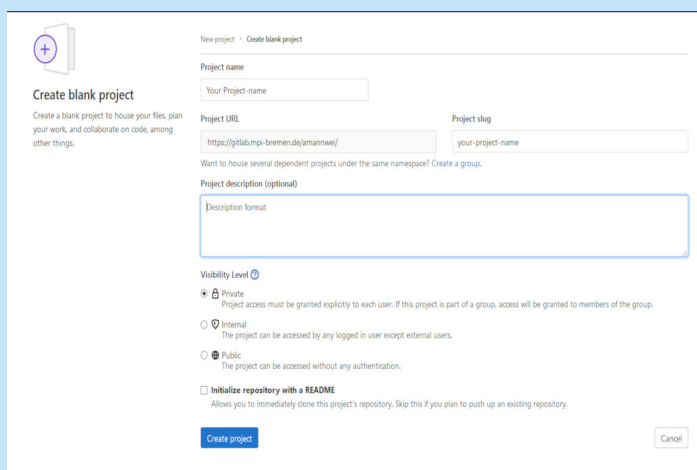 New project › Create blank project
Create blank project
Create a blank project to house your files, plan
your work, and collaborate on code, among
other things.
Project name
Your Project-name
Project URL
Project slug
https://gitlab.mpi-bremen.de/amannwei/
your-project-name
Want to house several dependent projects under the same namespace? Create a group.
Project description (optional)
Description format
Visibility Level
Private
Project access must be granted explicitly to each user. If this project is part of a group, access will be granted to members of the group.
Internal
The project can be accessed by any logged in user except external users.
Public
The project can be accessed without any authentication.
Initialize repository with a README
Allows you to immediately clone this project's repository. Skip this if you plan to push up an existing repository.
Create project
Cancel